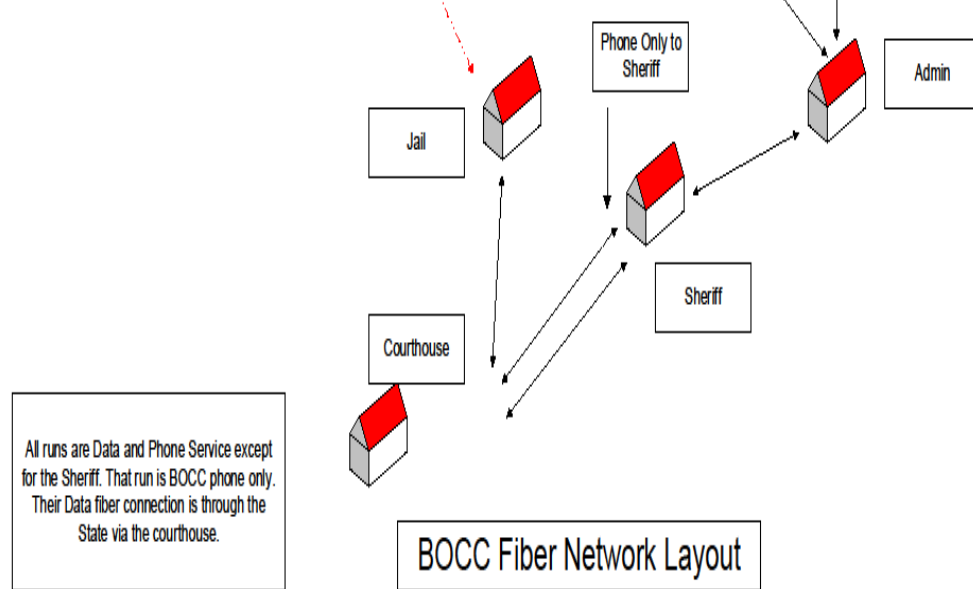 Phone Only to
Sheriff
Admin
Jail
Sheriff
Courthouse
All runs are Data and Phone Service except
for the Sheriff. That run is BOCC phone only.
Their Data fiber connection is through the
State via the courthouse.
BOCC Fiber Network Layout